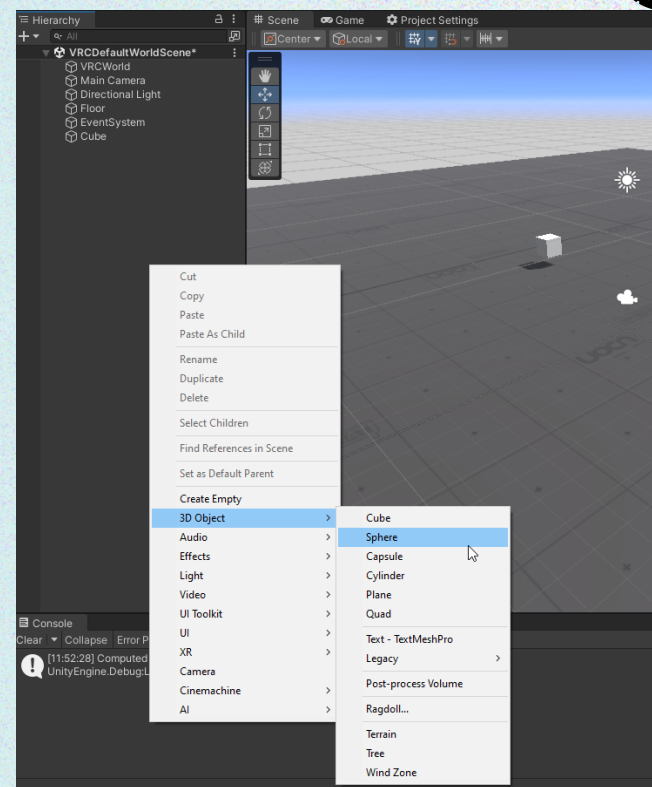 Hierarchy
All
VRCDefaultWorldScene*
VRCWorld
Main Camera
Directional Light
Floor
EventSystem
Cube
Scene
Game
Project Settings
Center
Local
Cut
Copy
Paste
Paste As Child
Rename
Duplicate
Delete
Select Children
Find References in Scene
Set as Default Parent
Create Empty
3D Object
Audio
Effects
Light
Video
UI Toolkit
UI
XR
Camera
Cinemachine
AI
Cube
Sphere
Capsule
Cylinder
Plane
Quad
Text - TextMeshPro
Legacy
Post-process Volume
Ragdoll...
Terrain
Tree
Wind Zone
Console
Clear Collapse Error P
[11:52:28] Computed
UnityEngine.Debug:L